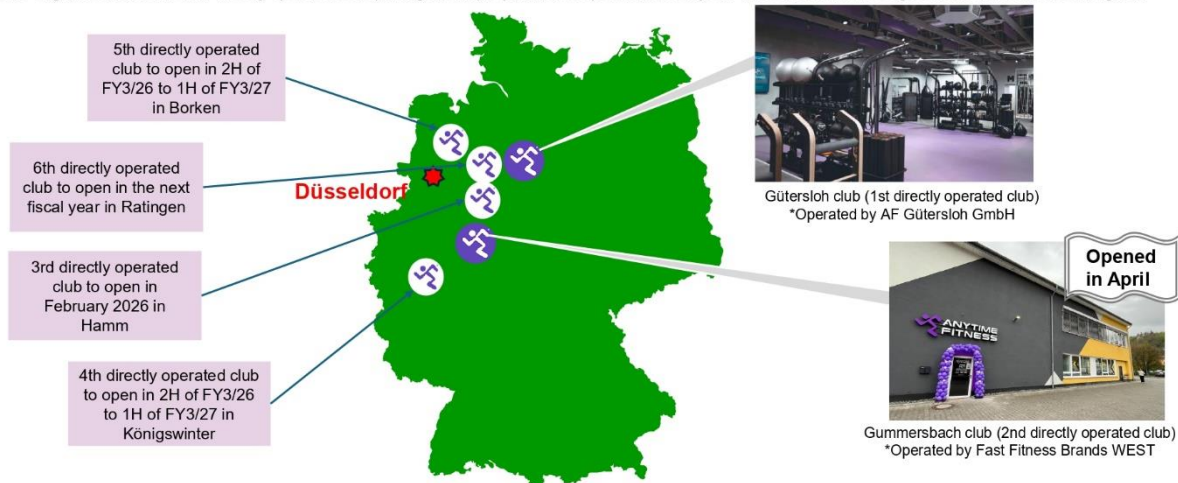 5th directly operated
club to open in 2H of
FY3/26 to 1H of FY3/27
in Borken
6th directly operated
club to open in the next
fiscal year in Ratingen
Düsseldorf
3rd directly operated
club to open in
February 2026 in
Hamm
4th directly operated club
to open in 2H of FY3/26
to 1H of FY3/27 in
Königswinter
Gütersloh club (1st directly operated club)
*Operated by AF Gütersloh GmbH
Opened
in April
ANYTIME
FITNESS
Gummersbach club (2nd directly operated club)
*Operated by Fast Fitness Brands WEST